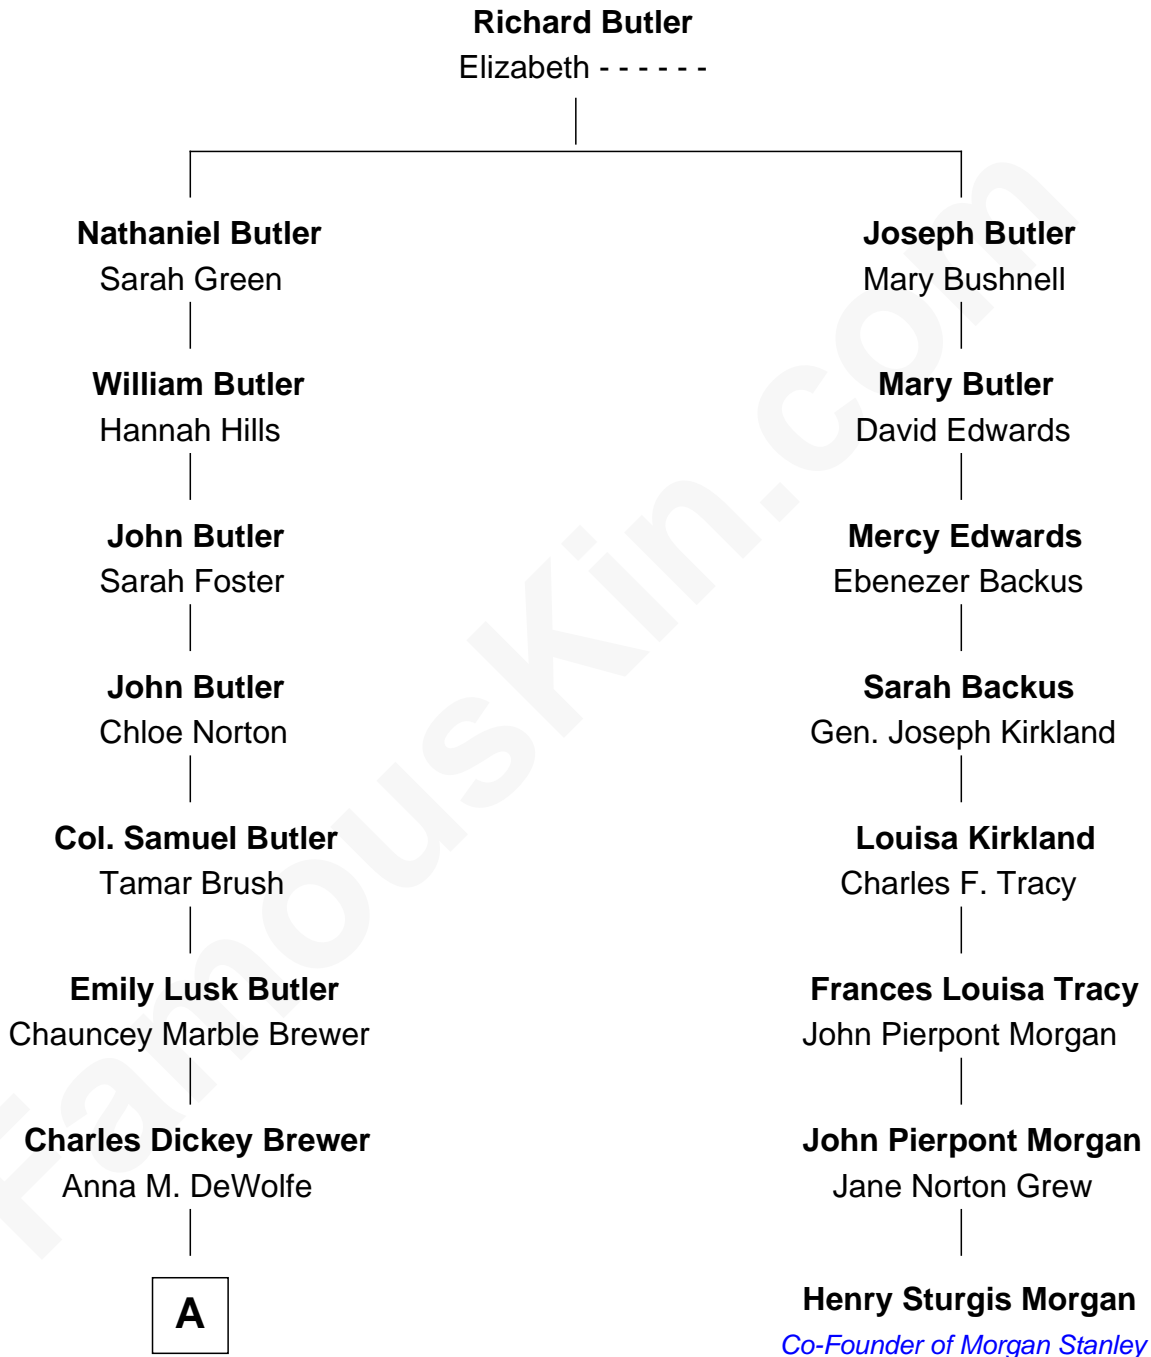 Richard Butler
Elizabeth - - - - - -
Nathaniel Butler
Sarah Green
Joseph Butler
Mary Bushnell
William Butler
Hannah Hills
Mary Butler
David Edwards
John Butler
Sarah Foster
Mercy Edwards
Ebenezer Backus
John Butler
Chloe Norton
Sarah Backus
Gen. Joseph Kirkland
Col. Samuel Butler
Tamar Brush
Louisa Kirkland
Charles F. Tracy
Emily Lusk Butler
Chauncey Marble Brewer
Frances Louisa Tracy
John Pierpont Morgan
Charles Dickey Brewer
Anna M. DeWolfe
John Pierpont Morgan
Jane Norton Grew
A
Henry Sturgis Morgan
Co-Founder of Morgan Stanley
FamousKin.com